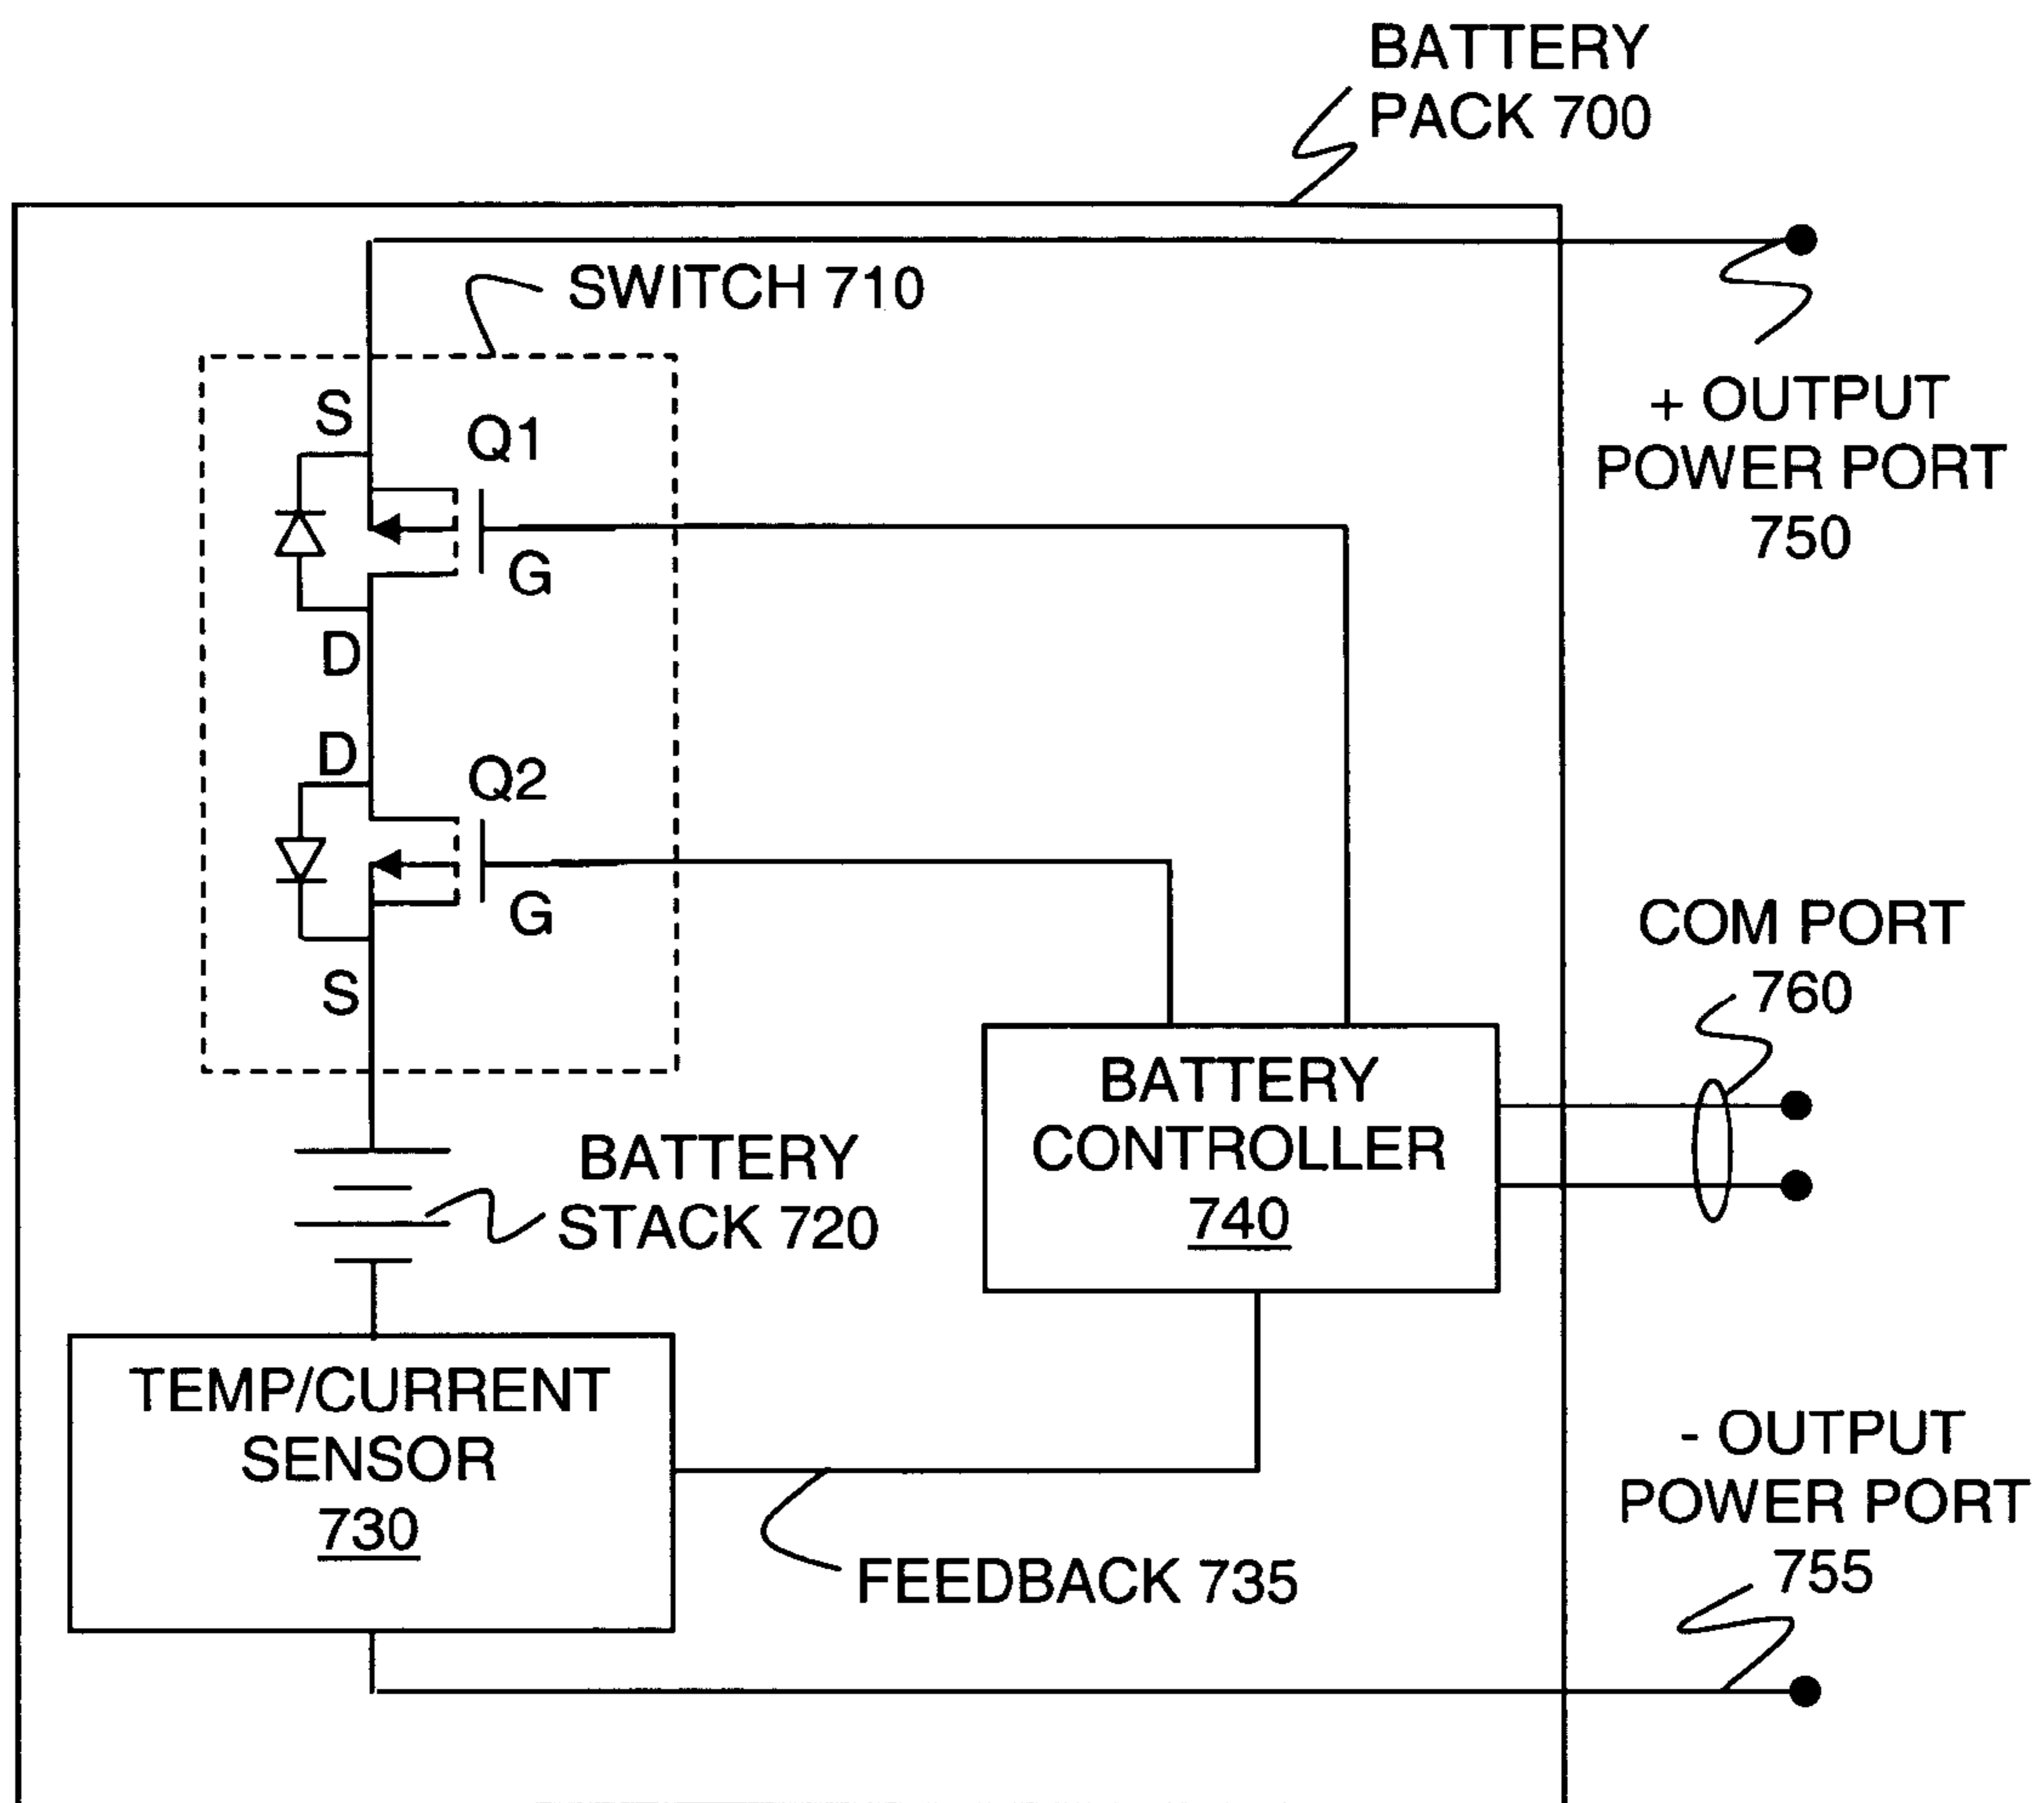 BATTERY
PACK 700
SWITCH 710
S
Q1
G
D
D
Q2
G
S
+ OUTPUT
POWER PORT
750
COM PORT
760
BATTERY
CONTROLLER
740
BATTERY
STACK 720
TEMP/CURRENT
SENSOR
730
FEEDBACK 735
- OUTPUT
POWER PORT
755